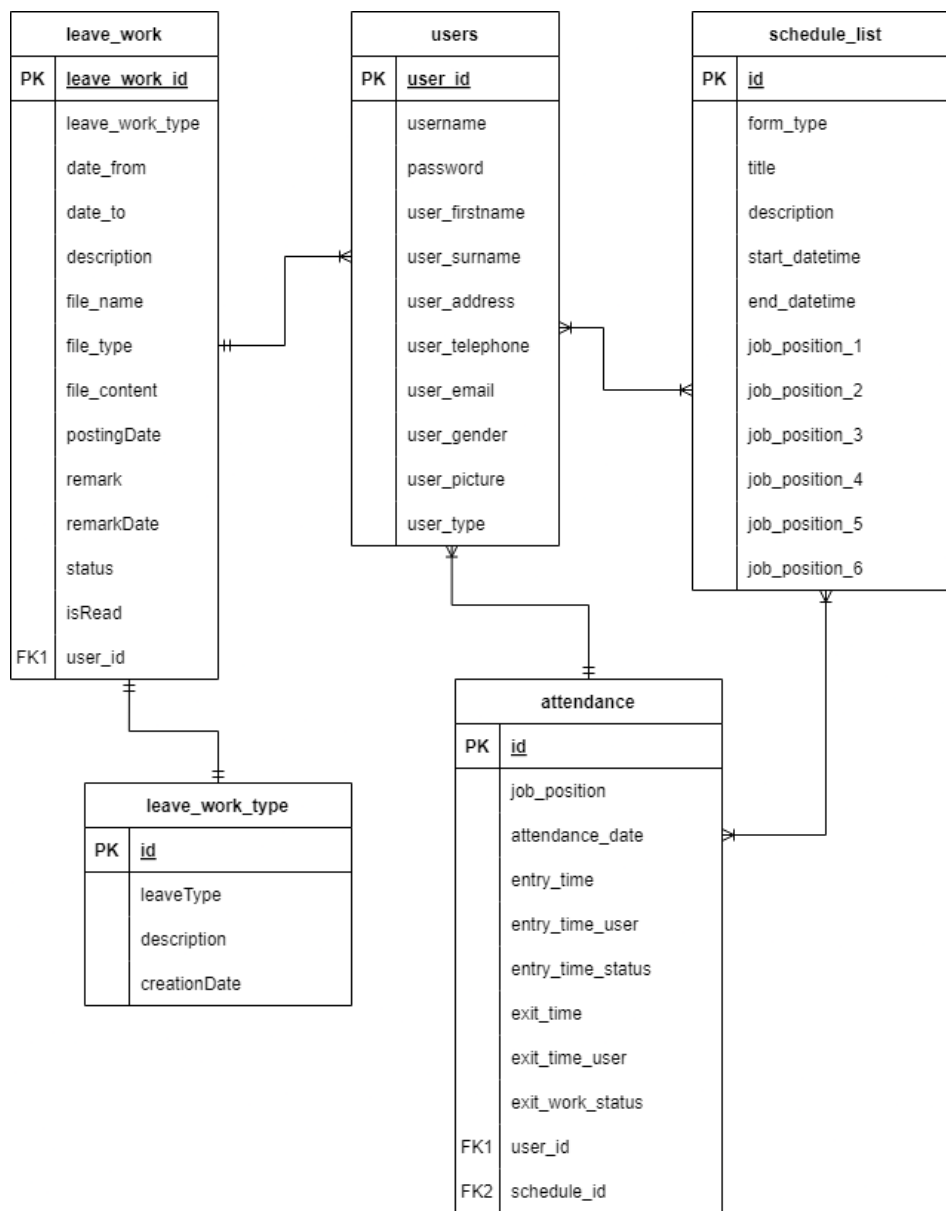 leave_work
PK leave_work_id
leave_work_type
date_from
date_to
description
file_name
file_type
file_content
postingDate
remark
remarkDate
status
isRead
FK1 user_id
users
PK user_id
username
password
user_firstname
user_surname
user_address
user_telephone
user_email
user_gender
user_picture
user_type
schedule_list
PK id
form_type
title
description
start_datetime
end_datetime
job_position_1
job_position_2
job_position_3
job_position_4
job_position_5
job_position_6
leave_work_type
PK id
leaveType
description
creationDate
attendance
PK id
job_position
attendance_date
entry_time
entry_time_user
entry_time_status
exit_time
exit_time_user
exit_work_status
FK1 user_id
FK2 schedule_id